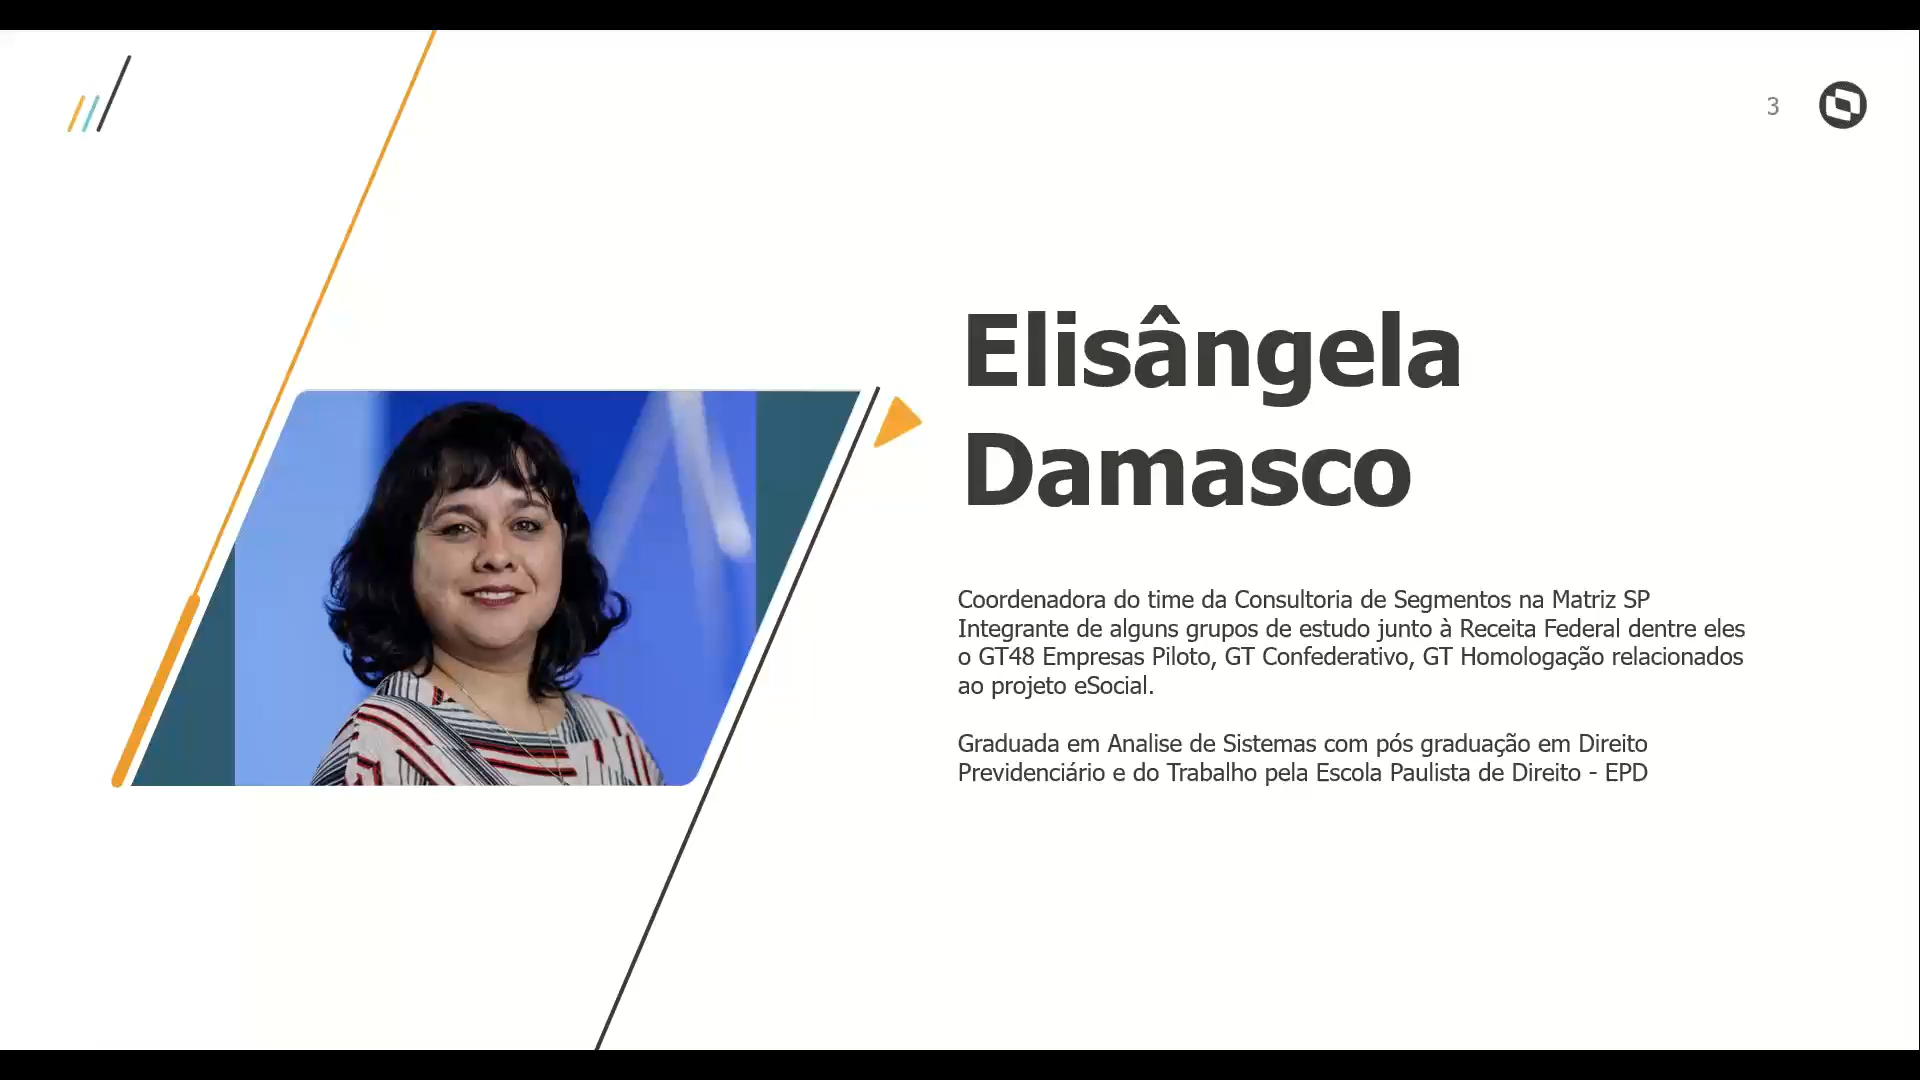 3
Elisângela
Damasco
Coordenadora do time da Consultoria de Segmentos na Matriz SP
Integrante de alguns grupos de estudo junto à Receita Federal dentre eles
o GT48 Empresas Piloto, GT Confederativo, GT Homologação relacionados
ao projeto eSocial.
Graduada em Analise de Sistemas com pós graduação em Direito
Previdenciário e do Trabalho pela Escola Paulista de Direito - EPD